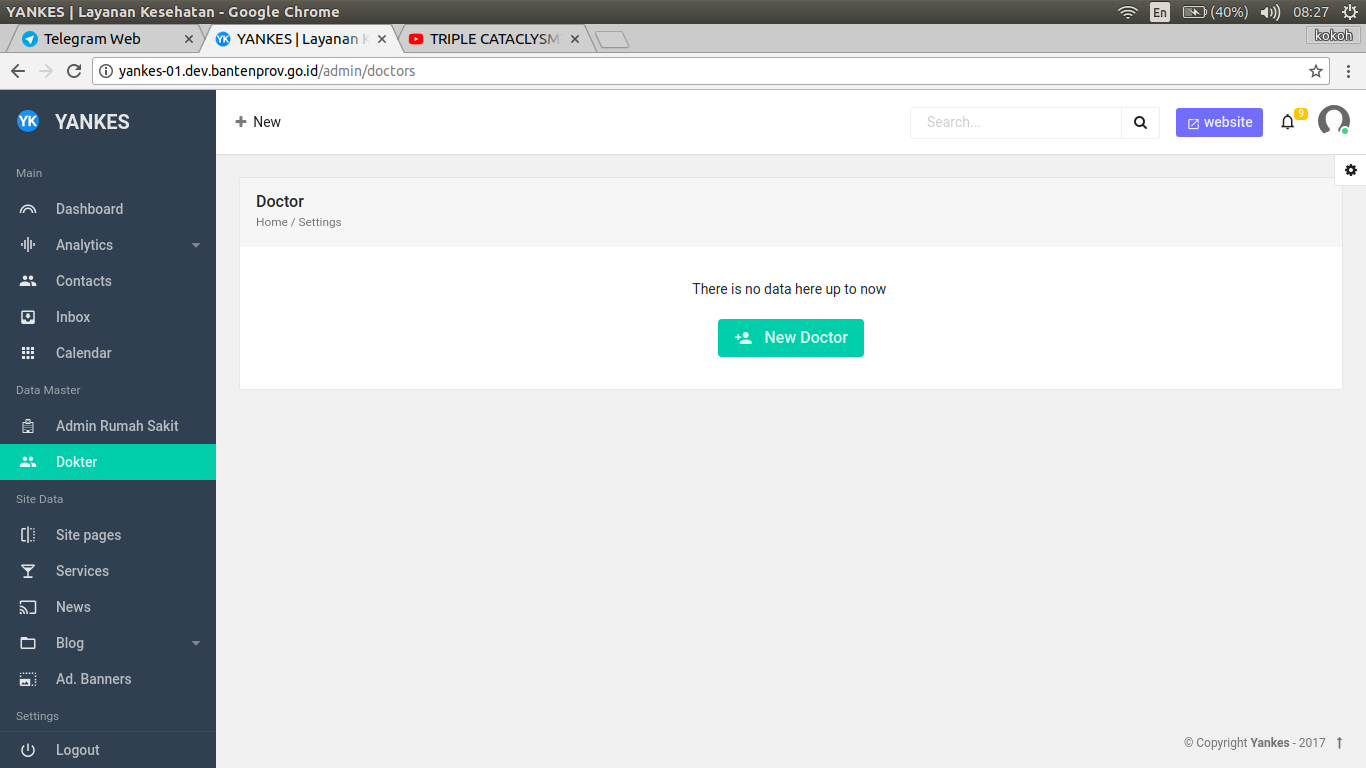 YANKES | Layanan Kesehatan - Google Chrome
En
(40%)
08:27
Telegram Web
YANKES | Layanan K
TRIPLE CATACLYSM
kokoh
yankes-01.dev.bantenprov.go.id/admin/doctors
YK YANKES
New
Search...
website
9
Main
Dashboard
Analytics
Contacts
Inbox
Calendar
Data Master
Admin Rumah Sakit
Dokter
Site Data
Site pages
Services
News
Blog
Ad. Banners
Settings
Logout
Doctor
Home / Settings
There is no data here up to now
New Doctor
© Copyright Yankes - 2017